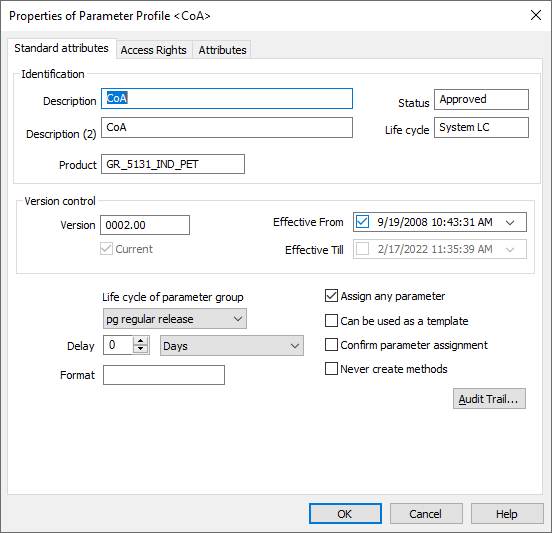 Properties of Parameter Profile <CoA>
Standard attributes Access Rights Attributes
Identification
Description CoA Status Approved
Description (2) CoA Life cycle System LC
Product GR_5131_IND_PET
Version control
Version 0002.00 Effective From 9/19/2008 10:43:31 AM
Current Effective Till 2/17/2022 11:35:39 AM
Life cycle of parameter group Assign any parameter
pg regular release Can be used as a template
Delay 0 Days Confirm parameter assignment
Format Never create methods
Audit Trail...
OK Cancel Help